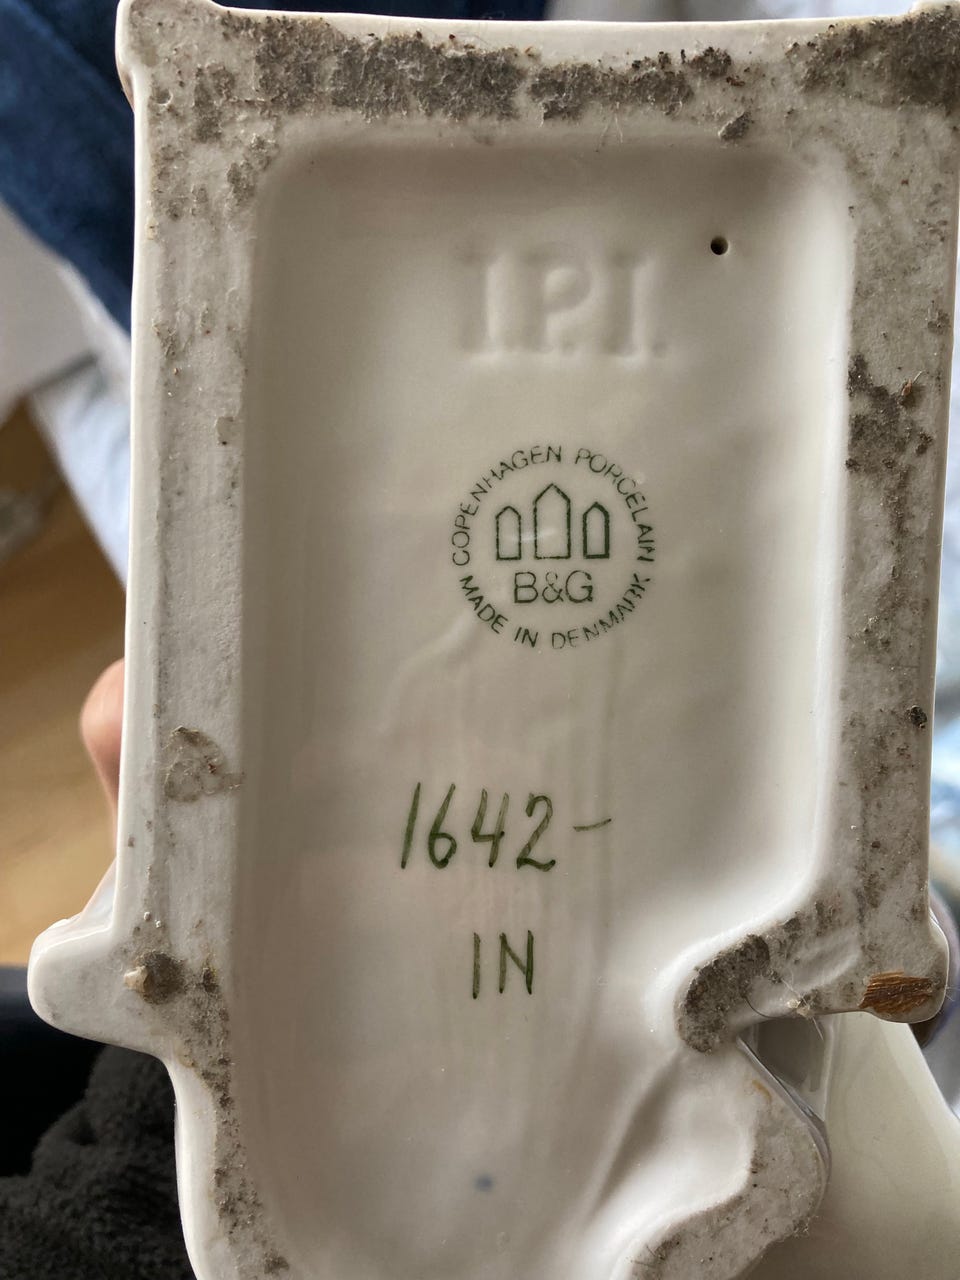 I.P.I.
COPENHAGEN PORCELAIN
B&G
MADE IN DENMARK
1642-
IN